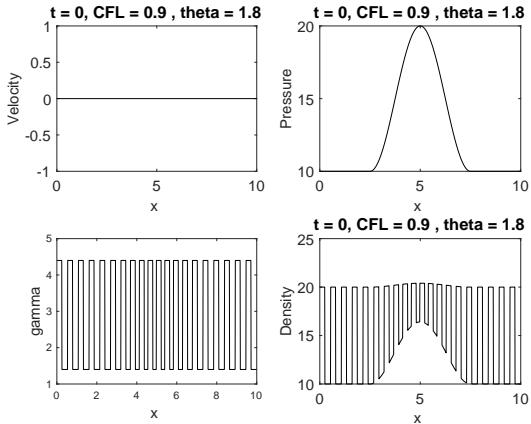 t = 0, CFL = 0.9 , theta = 1.8
1
0.5
0
-0.5
-1
Velocity
0
5
10
x
t = 0, CFL = 0.9 , theta = 1.8
20
15
10
Pressure
0
5
10
x
5
4
3
2
1
gamma
0
2
4
6
8
10
x
t = 0, CFL = 0.9 , theta = 1.8
25
20
15
10
Density
0
5
10
x